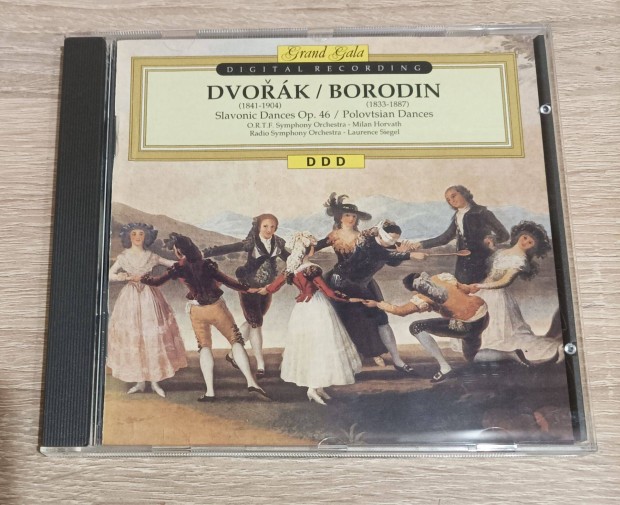 Grand Gala
DIGITAL RECORDING
DVOŘÁK / BORODIN
(1841-1904) (1833-1887)
Slavonic Dances Op. 46 / Polovtsian Dances
O.R.T.F. Symphony Orchestra - Milan Horvath
Radio Symphony Orchestra - Laurence Siegel
DDD